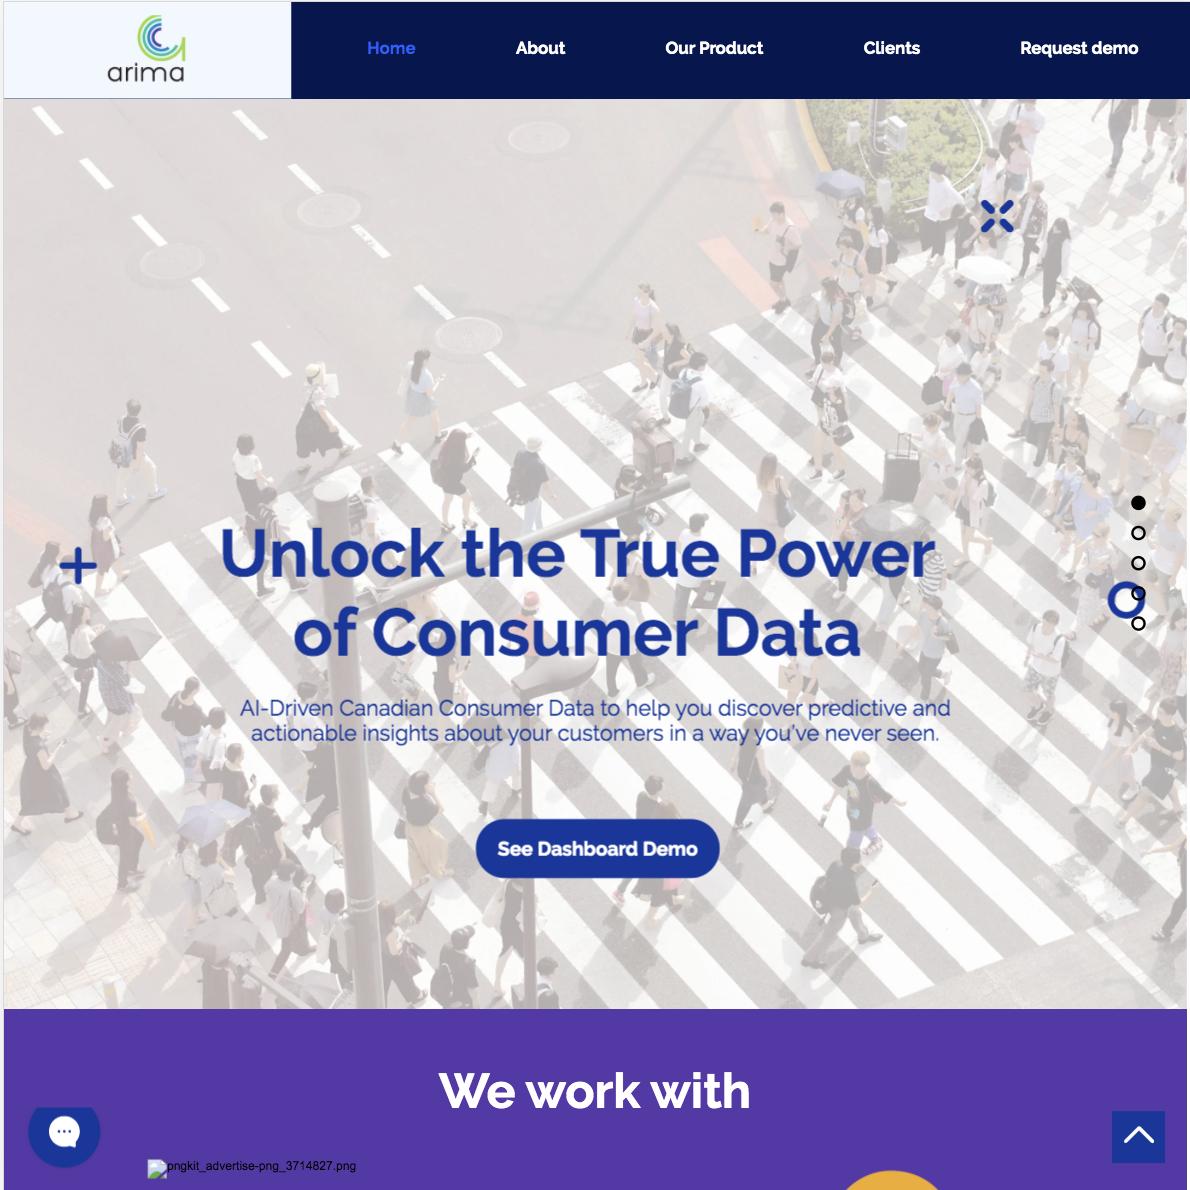 arima
Home
About
Our Product
Clients
Request demo
Unlock the True Power
of Consumer Data
AI-Driven Canadian Consumer Data to help you discover predictive and
actionable insights about your customers in a way you've never seen.
See Dashboard Demo
We work with
pngkit_advertise-png_3714827.png